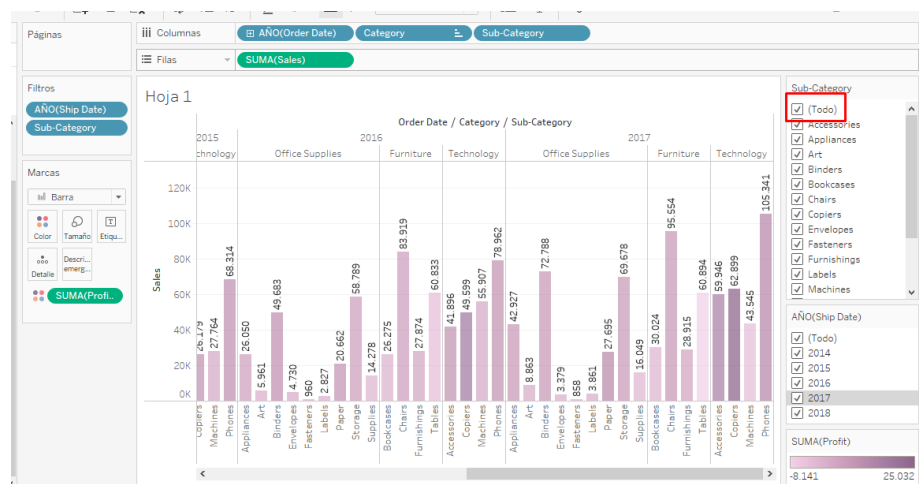 Páginas
iii Columnas
AÑO(Order Date)
Category
Sub-Category
Filas
SUMA(Sales)
Filtros
AÑO(Ship Date)
Sub-Category
Marcas
Barra
Color
Tamaño
Etiqu...
Detalle
Descri...
emerg...
SUMA(Profi..
Hoja 1
Order Date / Category / Sub-Category
2015
2016
2017
chnology
Office Supplies
Furniture
Technology
Office Supplies
Furniture
Technology
Sales
120K
100K
80K
60K
40K
20K
0K
26.179
27.764
68.314
26.050
5.961
49.683
4.730
960
2.827
20.662
58.789
14.278
26.275
83.919
27.874
60.833
41.896
49.599
55.907
78.962
42.927
8.863
72.788
3.379
858
3.861
27.695
69.678
16.049
30.024
95.554
28.915
60.894
59.946
62.899
43.545
105.341
Copiers
Machines
Phones
Appliances
Art
Binders
Envelopes
Fasteners
Labels
Paper
Storage
Supplies
Bookcases
Chairs
Furnishings
Tables
Accessories
Copiers
Machines
Phones
Appliances
Art
Binders
Envelopes
Fasteners
Labels
Paper
Storage
Supplies
Bookcases
Chairs
Furnishings
Tables
Accessories
Copiers
Machines
Phones
Sub-Category
(Todo)
Accessories
Appliances
Art
Binders
Bookcases
Chairs
Copiers
Envelopes
Fasteners
Furnishings
Labels
Machines
AÑO(Ship Date)
(Todo)
2014
2015
2016
2017
2018
SUMA(Profit)
-8.141
25.032